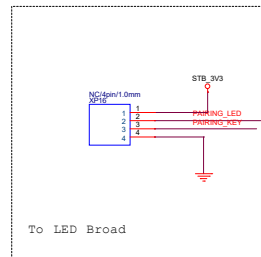 STB_3V3
NC/4pin/1.0mm
XP16
1 1
PAIRING_LED
2 2
PAIRING_KEY
3 3
4 4
To LED Broad